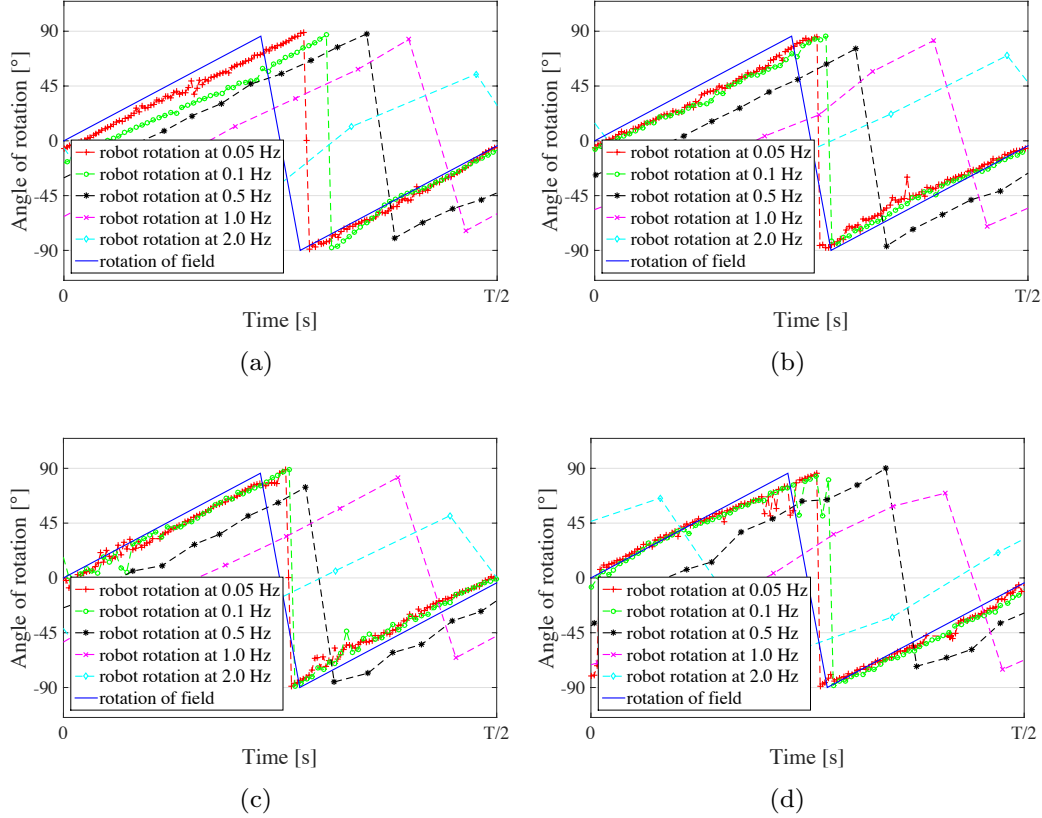 90
45
0
-45
-90
Angle of rotation [°]
robot rotation at 0.05 Hz
robot rotation at 0.1 Hz
robot rotation at 0.5 Hz
robot rotation at 1.0 Hz
robot rotation at 2.0 Hz
rotation of field
0
T/2
Time [s]
(a)
90
45
0
-45
-90
Angle of rotation [°]
robot rotation at 0.05 Hz
robot rotation at 0.1 Hz
robot rotation at 0.5 Hz
robot rotation at 1.0 Hz
robot rotation at 2.0 Hz
rotation of field
0
T/2
Time [s]
(b)
90
45
0
-45
-90
Angle of rotation [°]
robot rotation at 0.05 Hz
robot rotation at 0.1 Hz
robot rotation at 0.5 Hz
robot rotation at 1.0 Hz
robot rotation at 2.0 Hz
rotation of field
0
T/2
Time [s]
(c)
90
45
0
-45
-90
Angle of rotation [°]
robot rotation at 0.05 Hz
robot rotation at 0.1 Hz
robot rotation at 0.5 Hz
robot rotation at 1.0 Hz
robot rotation at 2.0 Hz
rotation of field
0
T/2
Time [s]
(d)